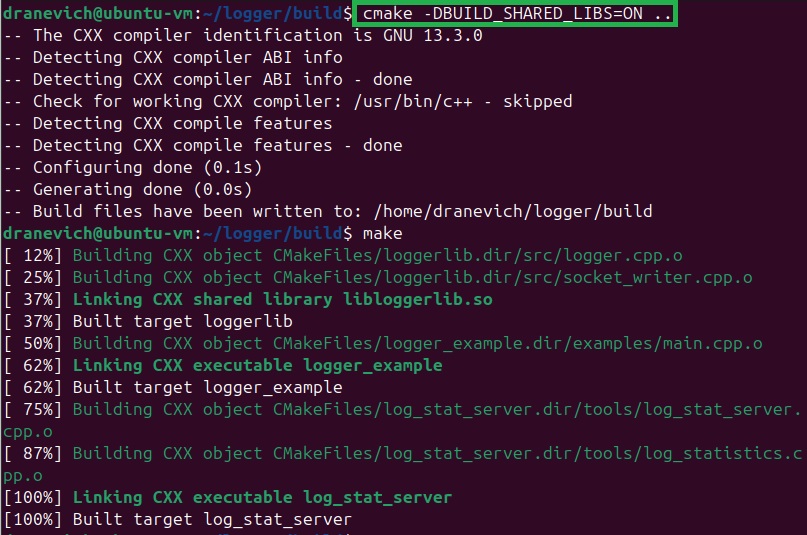 dranevich@ubuntu-vm:~/logger/build$ cmake -DBUILD_SHARED_LIBS=ON ..
-- The CXX compiler identification is GNU 13.3.0
-- Detecting CXX compiler ABI info
-- Detecting CXX compiler ABI info - done
-- Check for working CXX compiler: /usr/bin/c++ - skipped
-- Detecting CXX compile features
-- Detecting CXX compile features - done
-- Configuring done (0.1s)
-- Generating done (0.0s)
-- Build files have been written to: /home/dranevich/logger/build
dranevich@ubuntu-vm:~/logger/build$ make
[ 12%] Building CXX object CMakeFiles/loggerlib.dir/src/logger.cpp.o
[ 25%] Building CXX object CMakeFiles/loggerlib.dir/src/socket_writer.cpp.o
[ 37%] Linking CXX shared library libloggerlib.so
[ 37%] Built target loggerlib
[ 50%] Building CXX object CMakeFiles/logger_example.dir/examples/main.cpp.o
[ 62%] Linking CXX executable logger_example
[ 62%] Built target logger_example
[ 75%] Building CXX object CMakeFiles/log_stat_server.dir/tools/log_stat_server.
cpp.o
[ 87%] Building CXX object CMakeFiles/log_stat_server.dir/tools/log_statistics.c
pp.o
[100%] Linking CXX executable log_stat_server
[100%] Built target log_stat_server